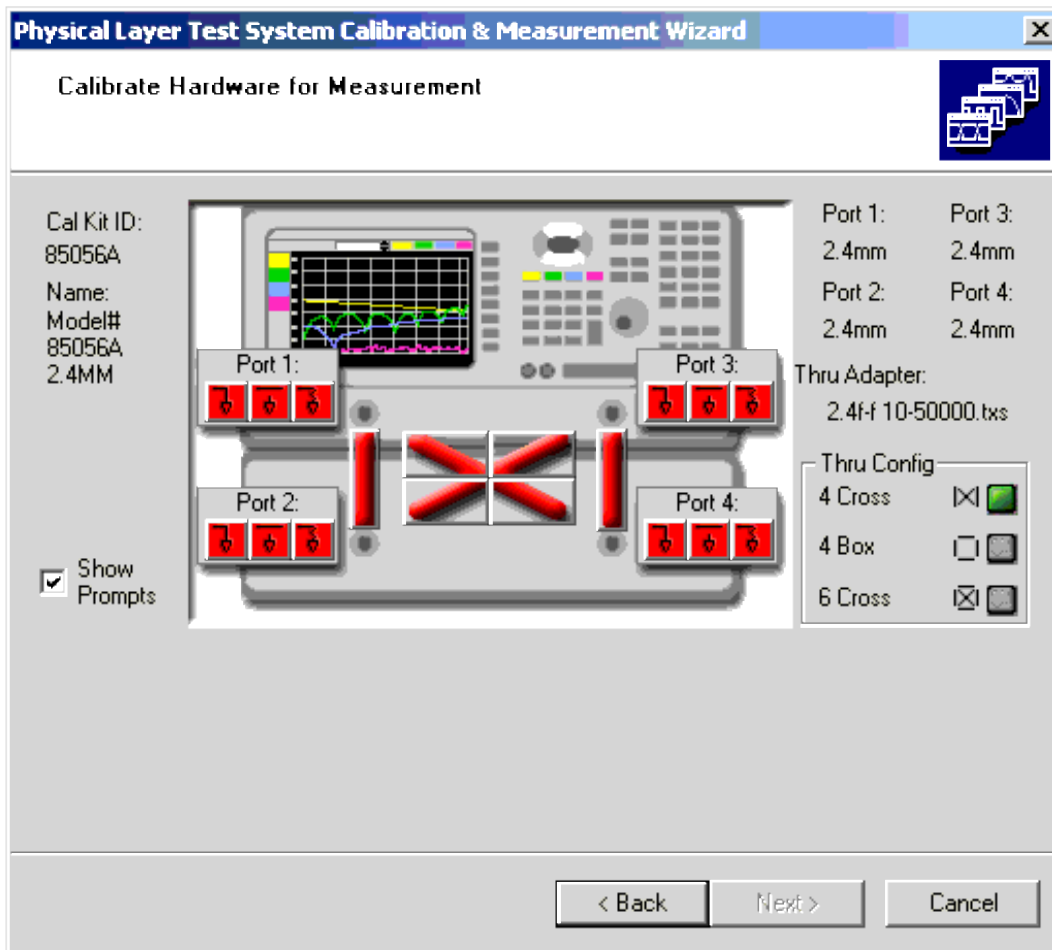 Physical Layer Test System Calibration & Measurement Wizard
Calibrate Hardware for Measurement
Cal Kit ID:
85056A
Name:
Model#
85056A
2.4MM
Show
Prompts
Port 1:
Port 3:
Port 2:
Port 4:
Port 1: Port 3:
2.4mm 2.4mm
Port 2: Port 4:
2.4mm 2.4mm
Thru Adapter:
2.4f-f 10-50000.txs
Thru Config
4 Cross
4 Box
6 Cross
< Back Next > Cancel